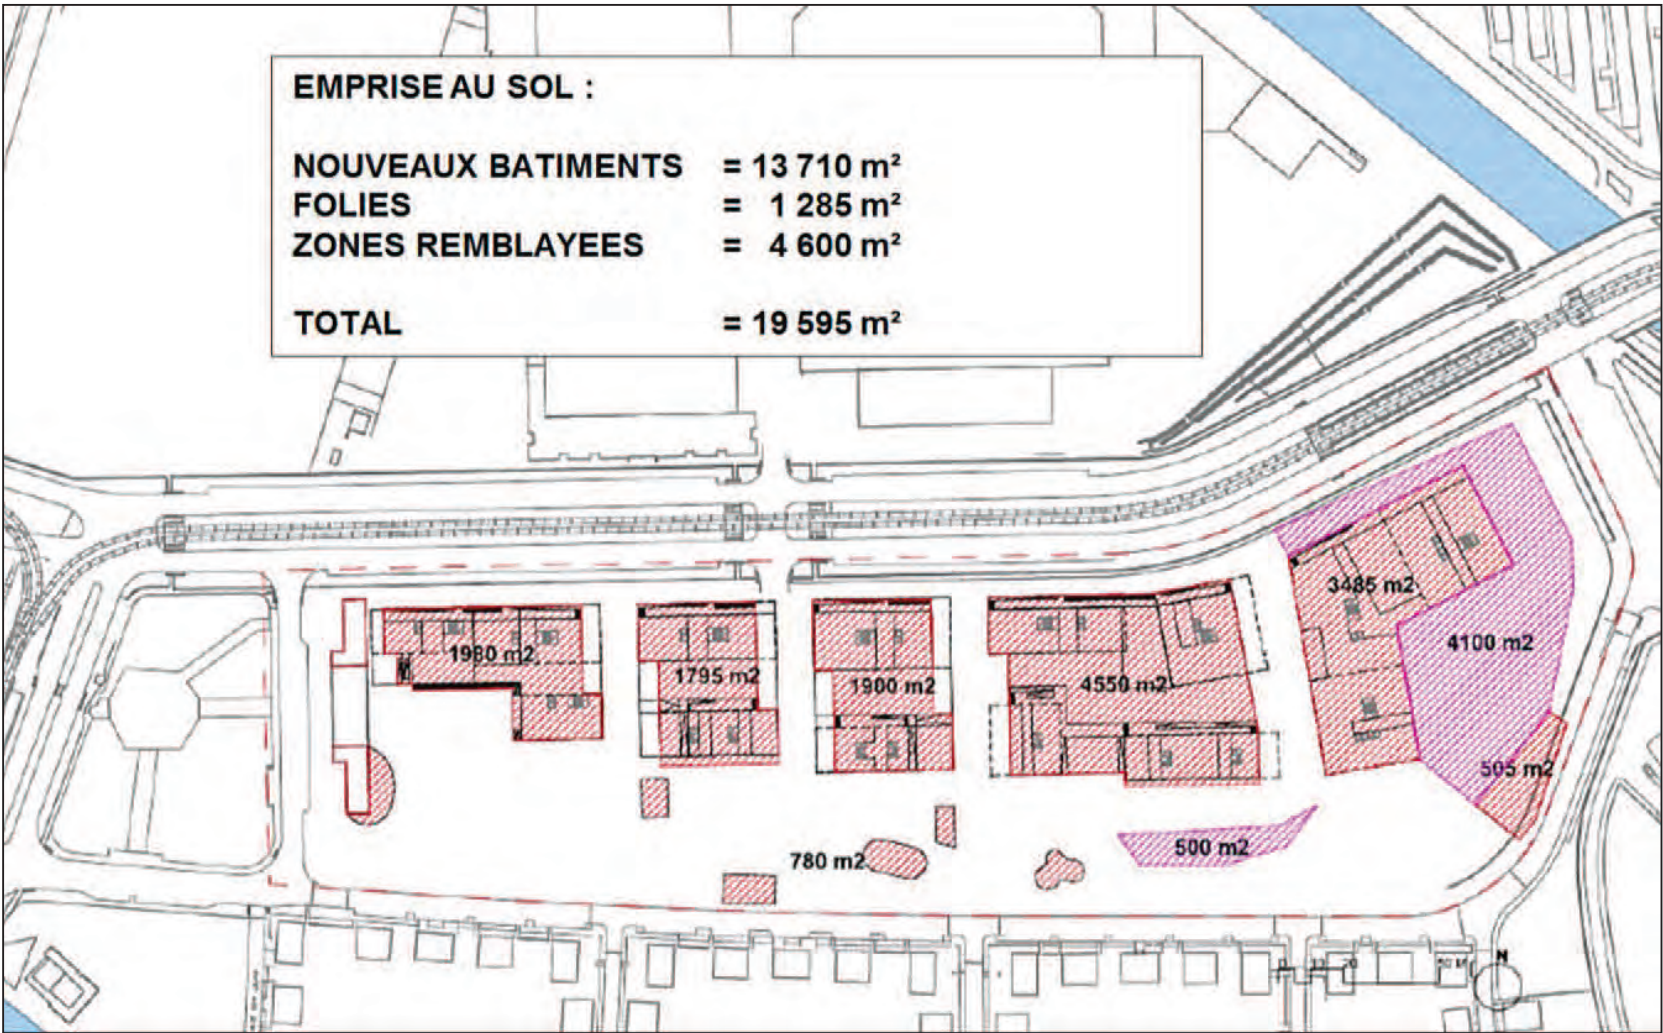 EMPRISE AU SOL :
NOUVEAUX BATIMENTS = 13 710 m²
FOLIES = 1 285 m²
ZONES REMBLAYEES = 4 600 m²
TOTAL = 19 595 m²
3485 m2
4100 m2
1980 m2
1795 m2
1900 m2
4550 m2
505 m2
780 m2
500 m2
N